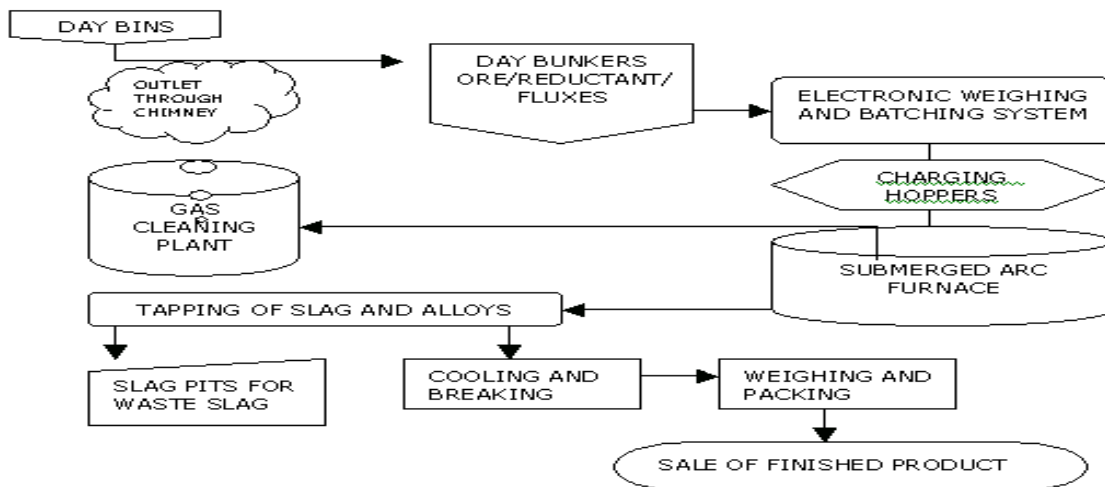 DAY BINS
DAY BUNKERS
ORE/REDUCTANT/
FLUXES
OUTLET
THROUGH
CHIMNEY
ELECTRONIC WEIGHING
AND BATCHING SYSTEM
CHARGING
HOPPERS
GAS
CLEANING
PLANT
SUBMERGED ARC
FURNACE
TAPPING OF SLAG AND ALLOYS
SLAG PITS FOR
WASTE SLAG
COOLING AND
BREAKING
WEIGHING AND
PACKING
SALE OF FINISHED PRODUCT